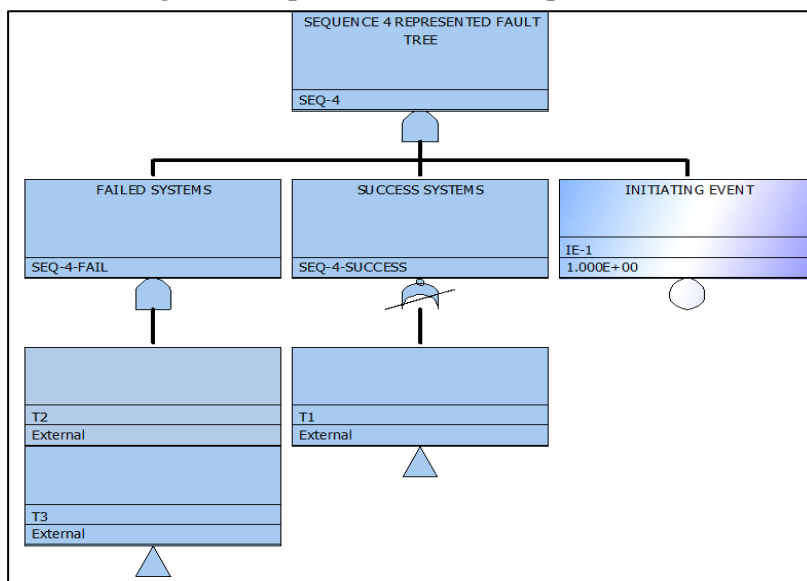 SEQUENCE 4 REPRESENTED FAULT
TREE
SEQ-4
FAILED SYSTEMS
SEQ-4-FAIL
SUCCESS SYSTEMS
SEQ-4-SUCCESS
INITIATING EVENT
IE-1
1.000E+00
T2
External
T3
External
T1
External